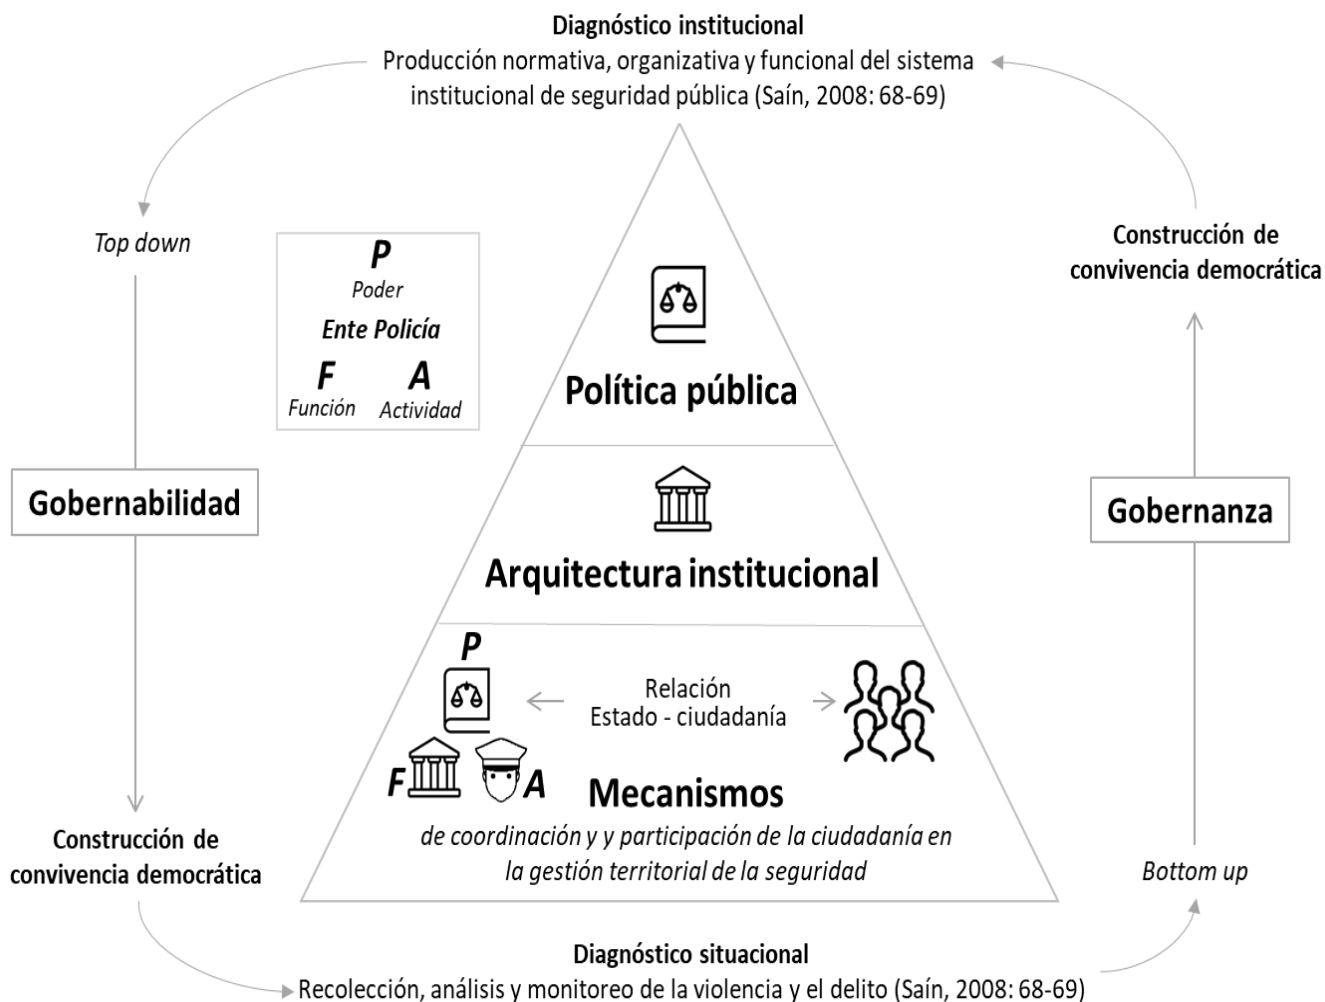 Diagnóstico institucional
Producción normativa, organizativa y funcional del sistema
institucional de seguridad pública (Saín, 2008: 68-69)
Top down
P
Poder
Ente Policía
F A
Función Actividad
Gobernabilidad
Construcción de
convivencia democrática
Política pública
Arquitectura institucional
P
Relación
Estado - ciudadanía
F A
Mecanismos
de coordinación y y participación de la ciudadanía en
la gestión territorial de la seguridad
Construcción de
convivencia democrática
Gobernanza
Bottom up
Diagnóstico situacional
Recolección, análisis y monitoreo de la violencia y el delito (Saín, 2008: 68-69)